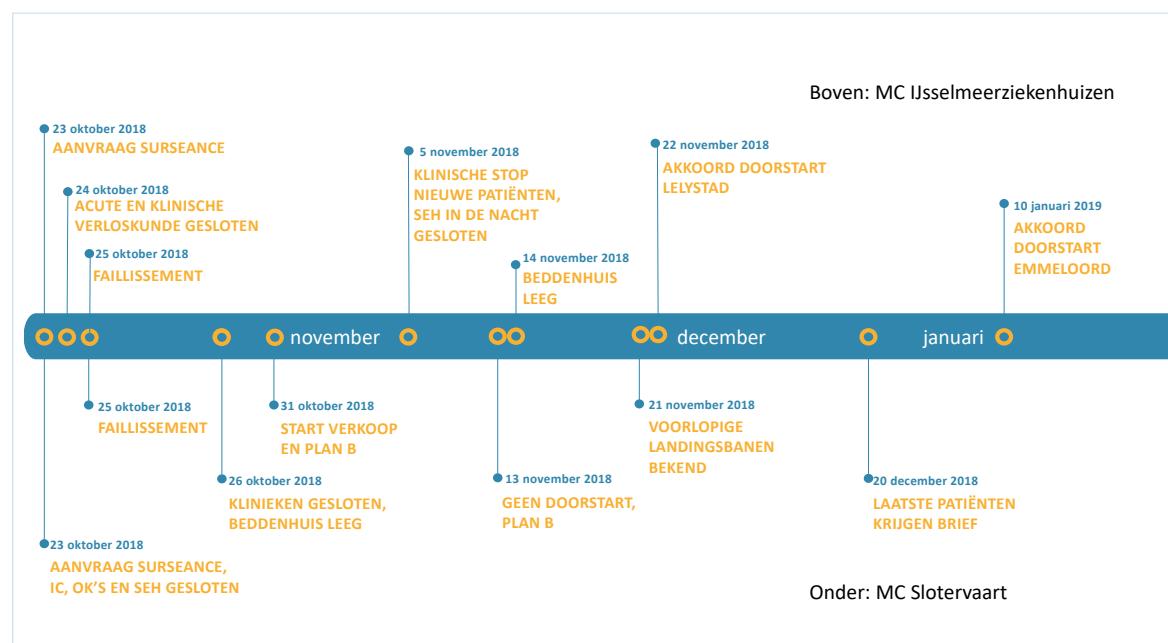 Boven: MC IJsselmeerziekenhuizen
23 oktober 2018
AANVRAAG SURSEANCE
24 oktober 2018
ACUTE EN KLINISCHE
VERLOSKUNDE GESLOTEN
25 oktober 2018
FAILLISSEMENT
5 november 2018
KLINISCHE STOP
NIEUWE PATIËNTEN,
SEH IN DE NACHT
GESLOTEN
14 november 2018
BEDDENHUIS
LEEG
22 november 2018
AKKOORD DOORSTART
LELYSTAD
10 januari 2019
AKKOORD
DOORSTART
EMMELOORD
november
december
januari
23 oktober 2018
AANVRAAG SURSEANCE,
IC, OK'S EN SEH GESLOTEN
25 oktober 2018
FAILLISSEMENT
26 oktober 2018
KLINIEKEN GESLOTEN,
BEDDENHUIS LEEG
31 oktober 2018
START VERKOOP
EN PLAN B
13 november 2018
GEEN DOORSTART,
PLAN B
21 november 2018
VOORLOPIGE
LANDINGSBANEN
BEKEND
20 december 2018
LAATSTE PATIËNTEN
KRIJGEN BRIEF
Onder: MC Slotervaart